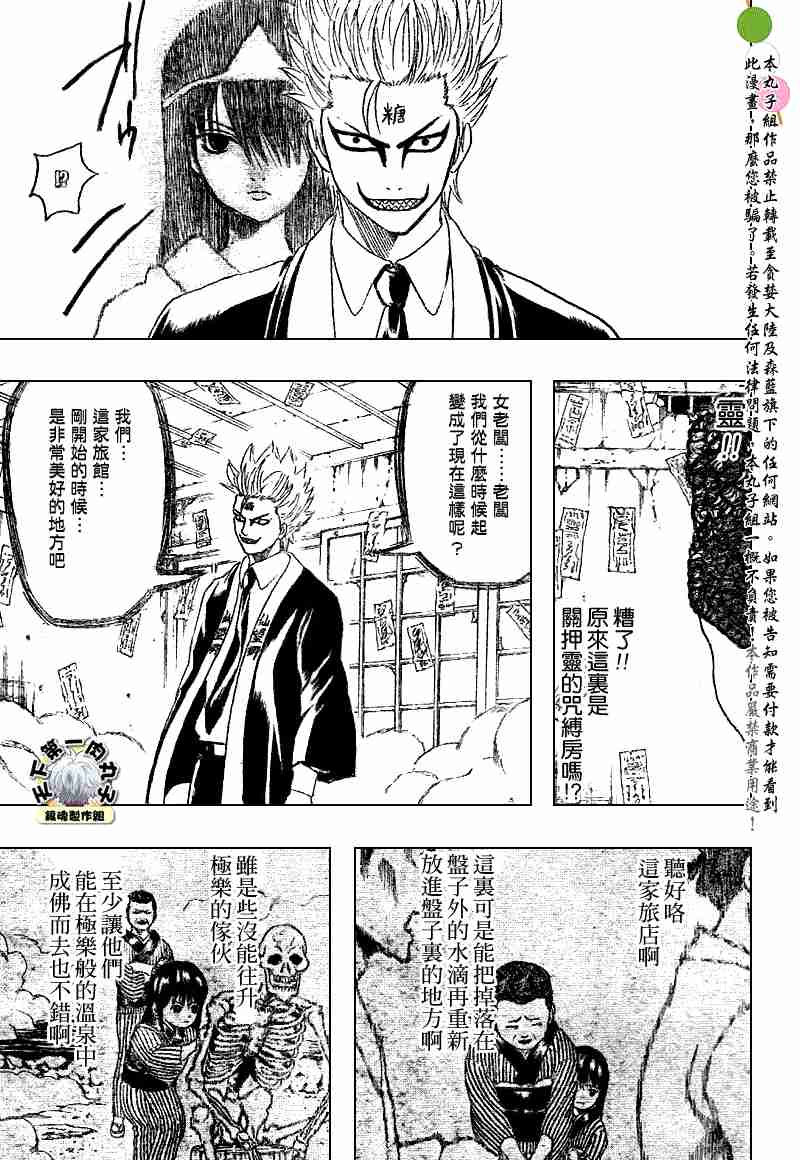 !?
糖
靈!!
糟了!!
原來這裏是
關押靈的咒縛房嗎!?
女老闆……老闆
我們從什麼時候起
變成了現在這樣呢？
我們…
這家旅館…
剛開始的時候…
是非常美好的地方吧
聽好咯
這家旅店啊
這裏可是能把掉落在
盤子外的水滴再重新
放進盤子裏的地方啊
雖是些沒能往升
極樂的傢伙
至少讓他們
能在極樂般的溫泉中
成佛而去也不錯啊
天下第一肉丸子
銀魂製作組
本丸子組作品禁止轉載至貪婪大陸及森藍旗下的任何網站。如果您被告知需要付款才能看到
此漫畫，那麼您被騙了。若發生任何法律問題，本丸子組一概不負責！本作品嚴禁商業用途！